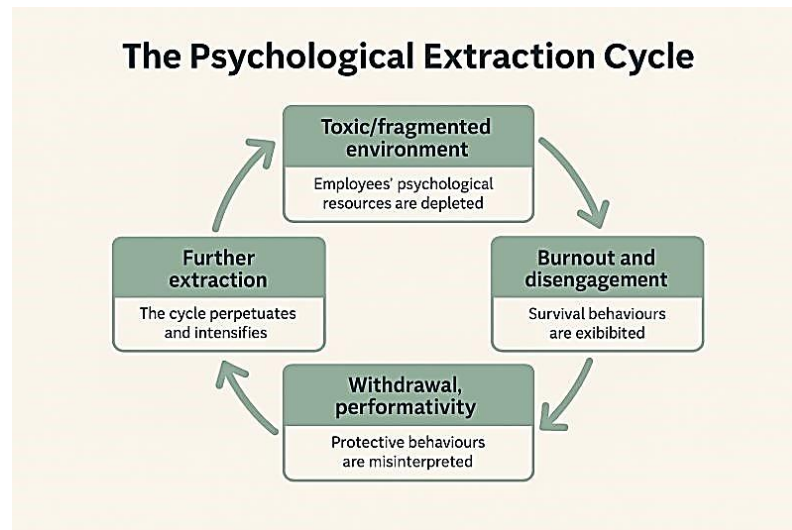 The Psychological Extraction Cycle
Toxic/fragmented
environment
Employees' psychological
resources are depleted
Burnout and
disengagement
Survival behaviours
are exibibited
Withdrawal,
performativity
Protective behaviours
are misinterpreted
Further
extraction
The cycle perpetuates
and intensifies